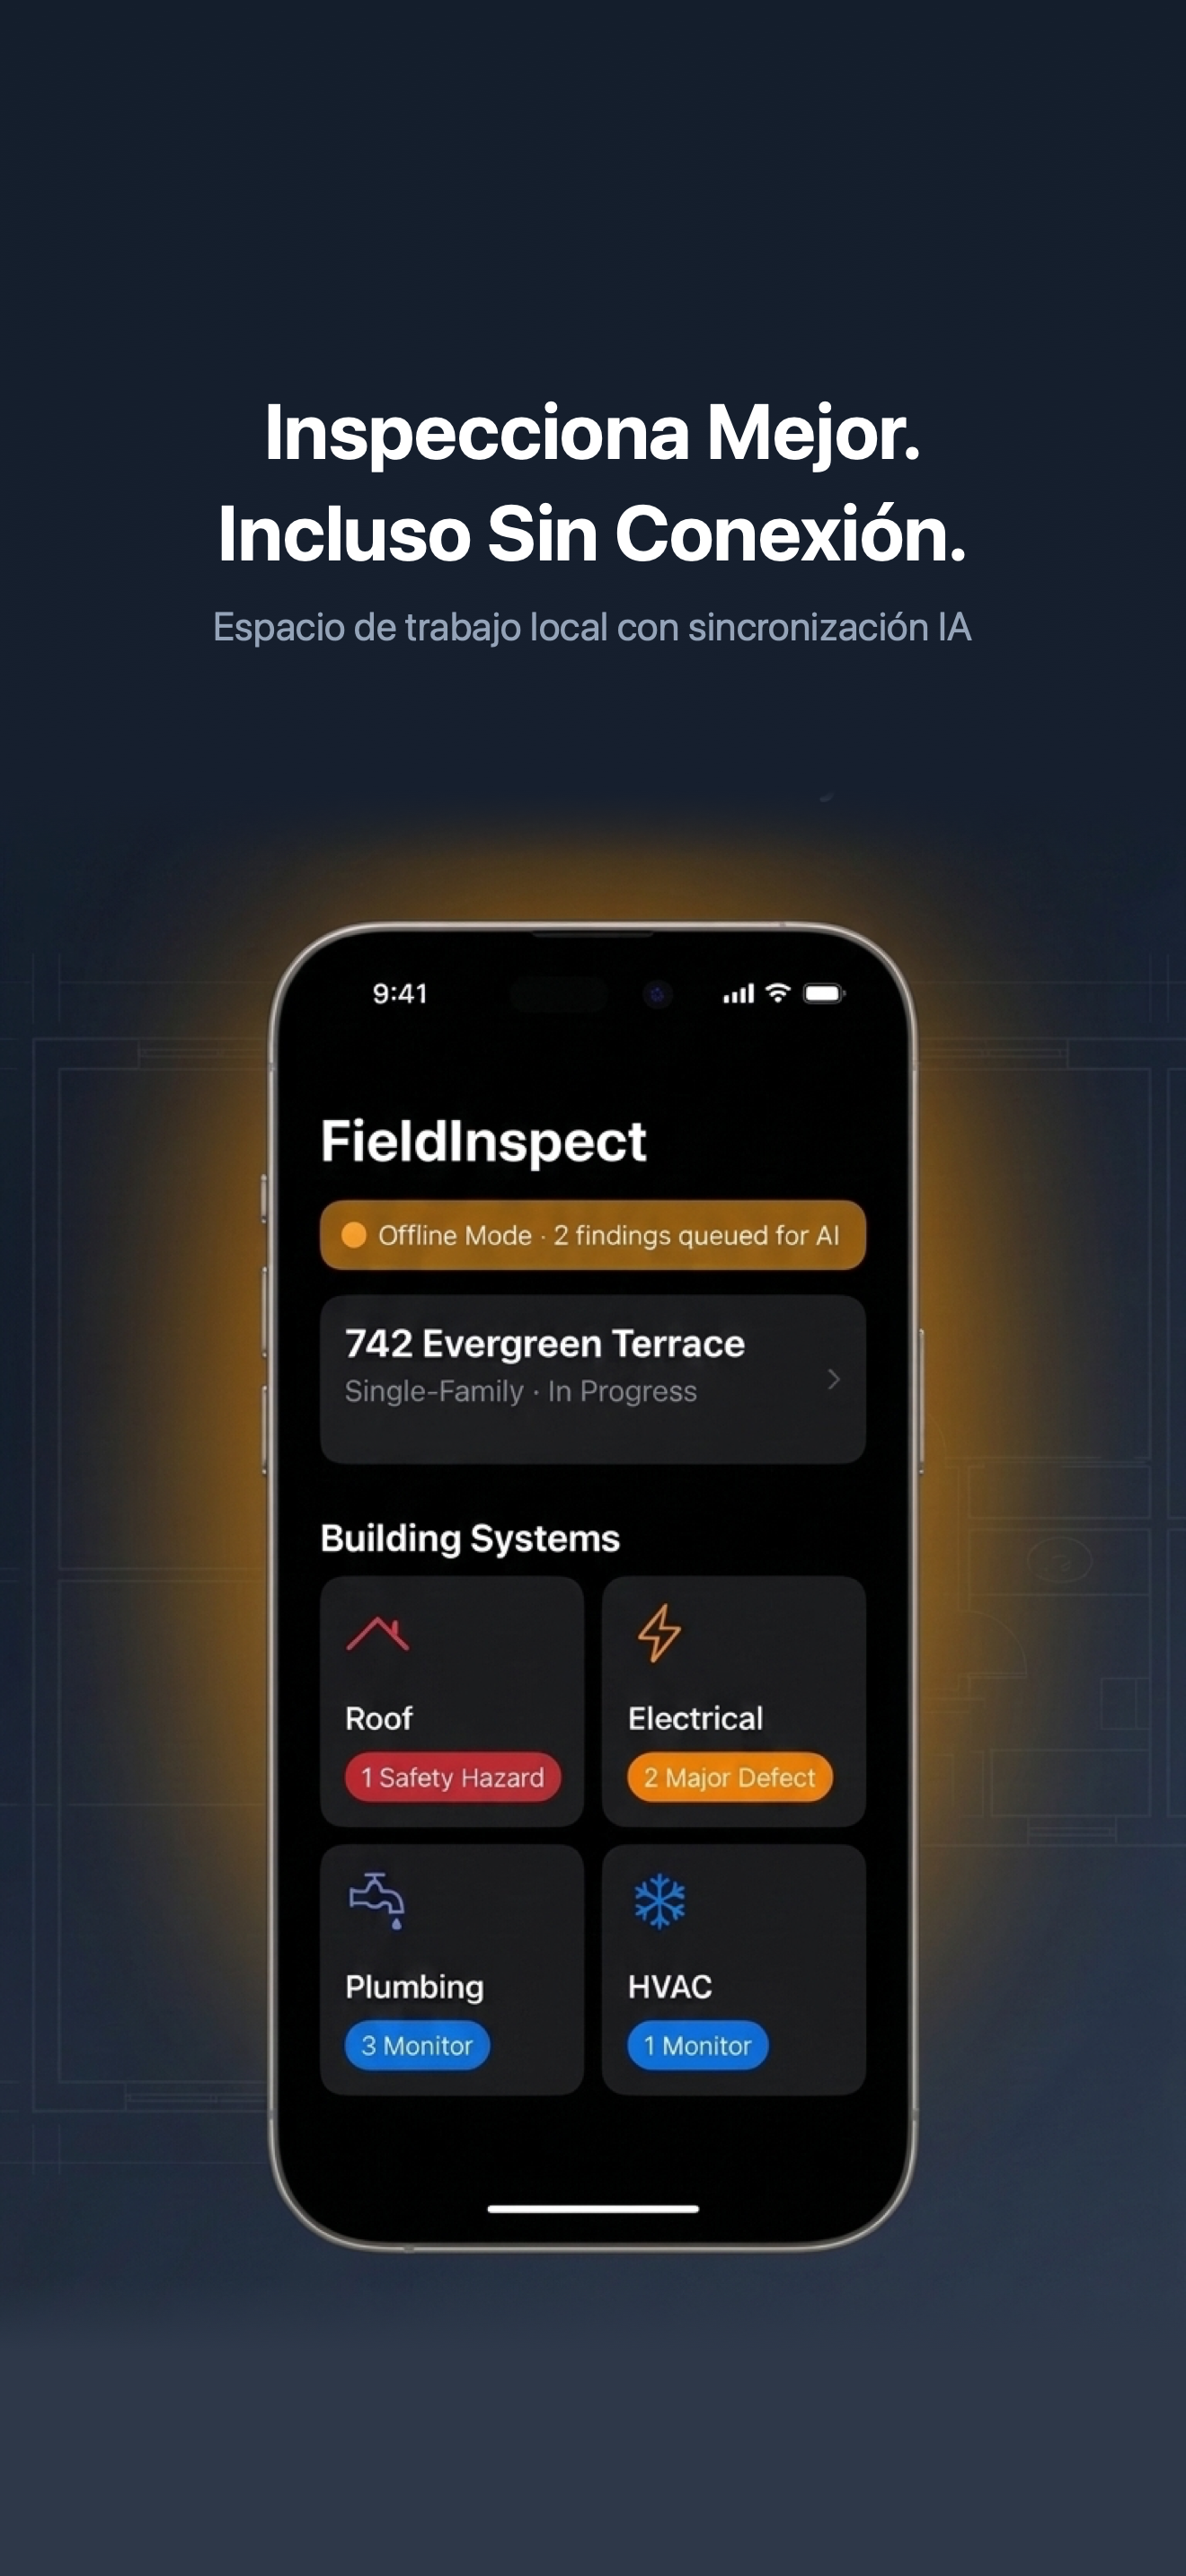 Inspecciona Mejor.
Incluso Sin Conexión.
Espacio de trabajo local con sincronización IA
9:41
FieldInspect
Offline Mode · 2 findings queued for AI
742 Evergreen Terrace
Single-Family · In Progress
Building Systems
Roof
1 Safety Hazard
Electrical
2 Major Defect
Plumbing
3 Monitor
HVAC
1 Monitor